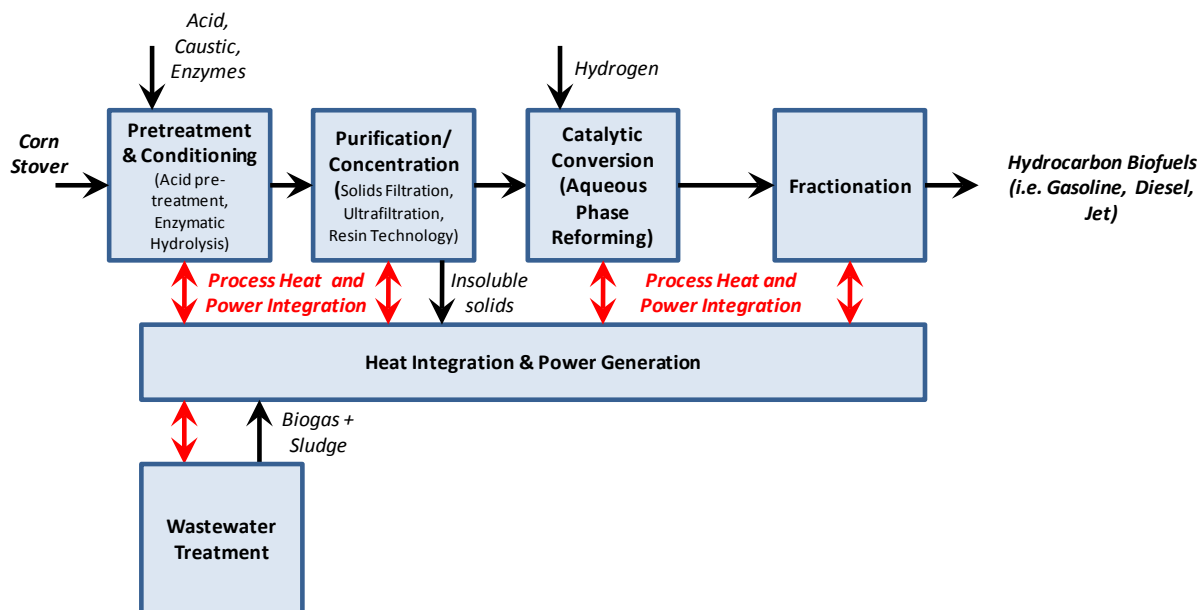 Acid,
Caustic,
Enzymes
Hydrogen
Corn
Stover
Pretreatment
& Conditioning
(Acid pre-
treatment,
Enzymatic
Hydrolysis)
Purification/
Concentration
(Solids Filtration,
Ultrafiltration,
Resin Technology)
Catalytic
Conversion
(Aqueous
Phase
Reforming)
Fractionation
Hydrocarbon Biofuels
(i.e. Gasoline, Diesel,
Jet)
Process Heat and
Power Integration
Insoluble
solids
Process Heat and
Power Integration
Heat Integration & Power Generation
Biogas +
Sludge
Wastewater
Treatment